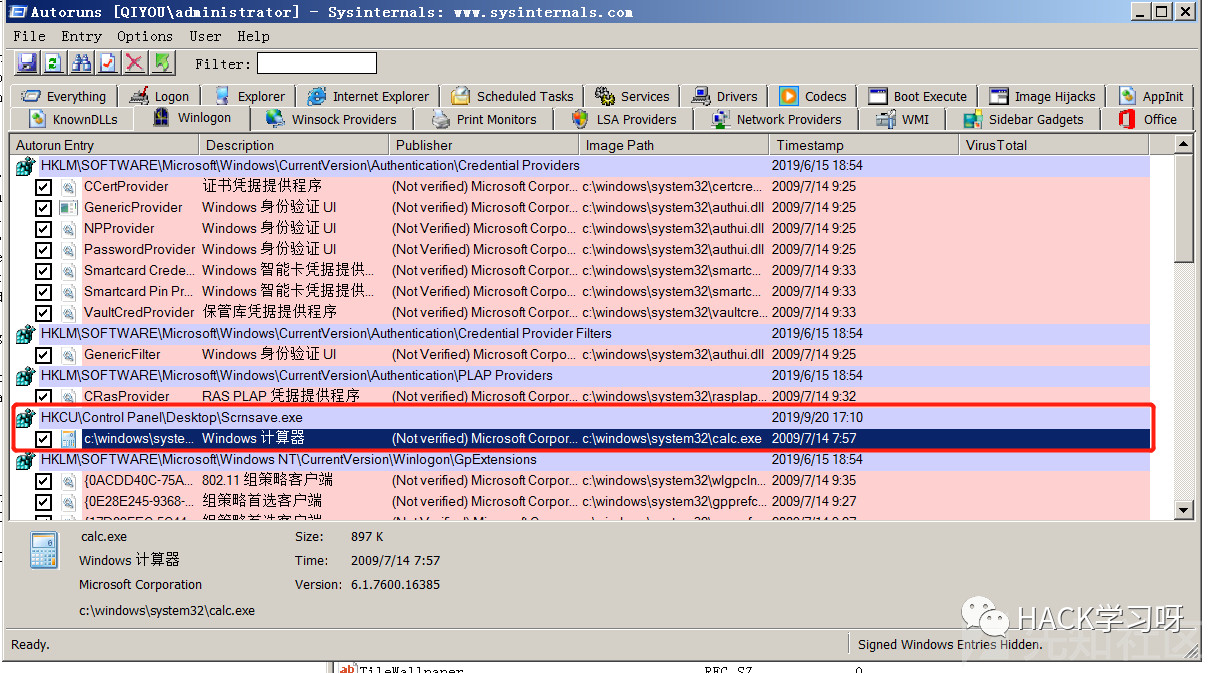 Autoruns [QIYOU\administrator] - Sysinternals: www.sysinternals.com
File Entry Options User Help
Filter:
Everything Logon Explorer Internet Explorer Scheduled Tasks Services Drivers Codecs Boot Execute Image Hijacks AppInit
KnownDLLs Winlogon Winsock Providers Print Monitors LSA Providers Network Providers WMI Sidebar Gadgets Office
Autorun Entry Description Publisher Image Path Timestamp VirusTotal
HKLM\SOFTWARE\Microsoft\Windows\CurrentVersion\Authentication\Credential Providers 2019/6/15 18:54
CCertProvider 证书凭据提供程序 (Not verified) Microsoft Corpor... c:\windows\system32\certcre... 2009/7/14 9:25
GenericProvider Windows 身份验证 UI (Not verified) Microsoft Corpo... c:\windows\system32\authui.dll 2009/7/14 9:25
NPProvider Windows 身份验证 UI (Not verified) Microsoft Corpo... c:\windows\system32\authui.dll 2009/7/14 9:25
PasswordProvider Windows 身份验证 UI (Not verified) Microsoft Corpo... c:\windows\system32\authui.dll 2009/7/14 9:25
Smartcard Crede... Windows 智能卡凭据提供... (Not verified) Microsoft Corpo... c:\windows\system32\smartc... 2009/7/14 9:33
Smartcard Pin Pr... Windows 智能卡凭据提供... (Not verified) Microsoft Corpo... c:\windows\system32\smartc... 2009/7/14 9:33
VaultCredProvider 保管库凭据提供程序 (Not verified) Microsoft Corpor... c:\windows\system32\vaultcre... 2009/7/14 9:33
HKLM\SOFTWARE\Microsoft\Windows\CurrentVersion\Authentication\Credential Provider Filters 2019/6/15 18:54
GenericFilter Windows 身份验证 UI (Not verified) Microsoft Corpo... c:\windows\system32\authui.dll 2009/7/14 9:25
HKLM\SOFTWARE\Microsoft\Windows\CurrentVersion\Authentication\PLAP Providers 2019/6/15 18:54
CRasProvider RAS PLAP 凭据提供程序 (Not verified) Microsoft Corpor... c:\windows\system32\rasplap... 2009/7/14 9:32
HKCU\Control Panel\Desktop\Scrnsave.exe 2019/9/20 17:10
c:\windows\syste... Windows 计算器 (Not verified) Microsoft Corpor... c:\windows\system32\calc.exe 2009/7/14 7:57
HKLM\SOFTWARE\Microsoft\Windows NT\CurrentVersion\Winlogon\GpExtensions 2019/6/15 18:54
{0ACDD40C-75A... 802.11 组策略客户端 (Not verified) Microsoft Corpor... c:\windows\system32\wlgpcln... 2009/7/14 9:35
{0E28E245-9368-... 组策略首选客户端 (Not verified) Microsoft Corpor... c:\windows\system32\gpprefc... 2009/7/14 9:27
calc.exe Size: 897 K
Windows 计算器 Time: 2009/7/14 7:57
Microsoft Corporation Version: 6.1.7600.16385
c:\windows\system32\calc.exe
HACK学习呀
先知社区
Ready. Signed Windows Entries Hidden.
TileWallpaper REG_SZ 0